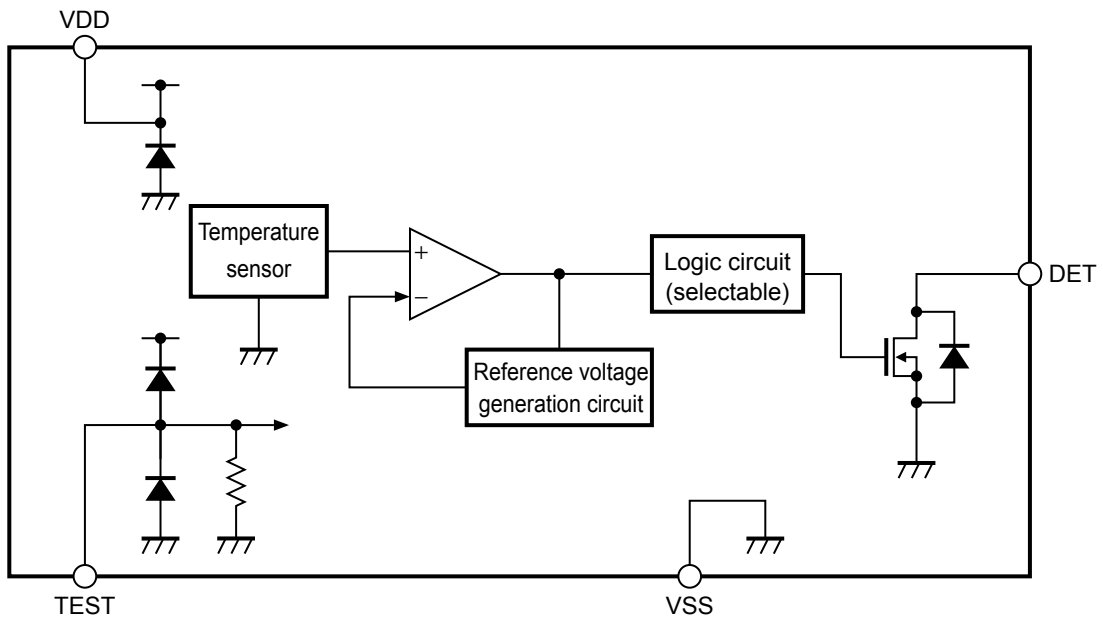 VDD
Temperature
sensor
+
−
Logic circuit
(selectable)
DET
Reference voltage
generation circuit
TEST
VSS